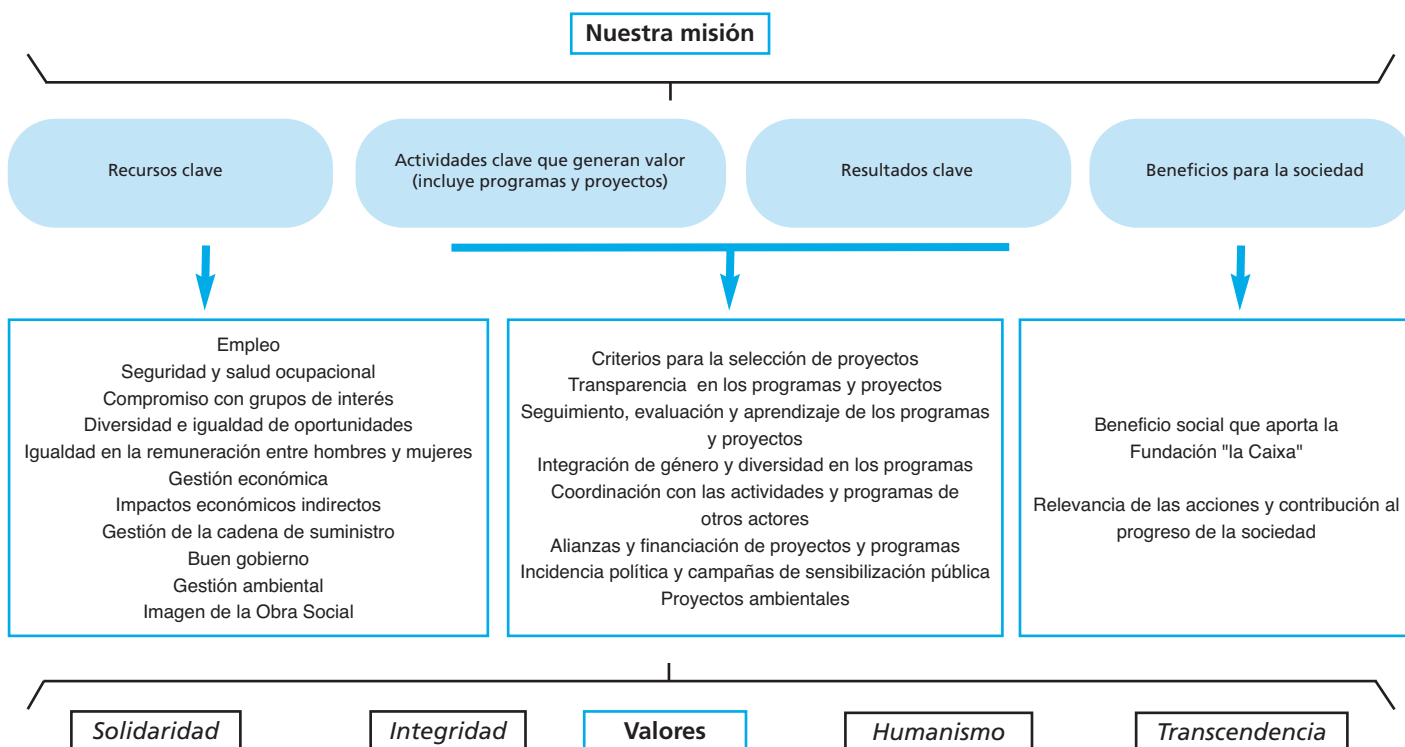 Nuestra misión
Recursos clave
Actividades clave que generan valor
(incluye programas y proyectos)
Resultados clave
Beneficios para la sociedad
Empleo
Seguridad y salud ocupacional
Compromiso con grupos de interés
Diversidad e igualdad de oportunidades
Igualdad en la remuneración entre hombres y mujeres
Gestión económica
Impactos económicos indirectos
Gestión de la cadena de suministro
Buen gobierno
Gestión ambiental
Imagen de la Obra Social
Criterios para la selección de proyectos
Transparencia en los programas y proyectos
Seguimiento, evaluación y aprendizaje de los programas
y proyectos
Integración de género y diversidad en los programas
Coordinación con las actividades y programas de
otros actores
Alianzas y financiación de proyectos y programas
Incidencia política y campañas de sensibilización pública
Proyectos ambientales
Beneficio social que aporta la
Fundación "la Caixa"
Relevancia de las acciones y contribución al
progreso de la sociedad
Solidaridad
Integridad
Valores
Humanismo
Transcendencia